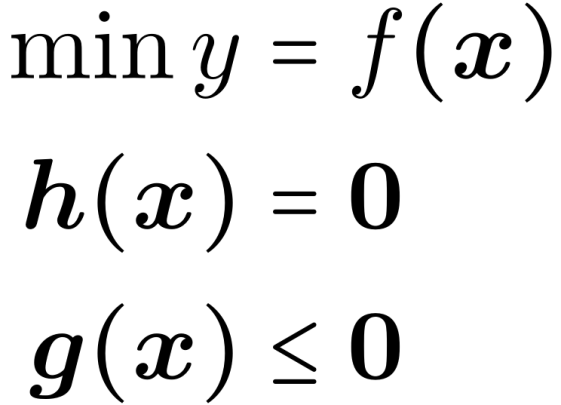 min y = f(x)
h(x) = 0
g(x) ≤ 0